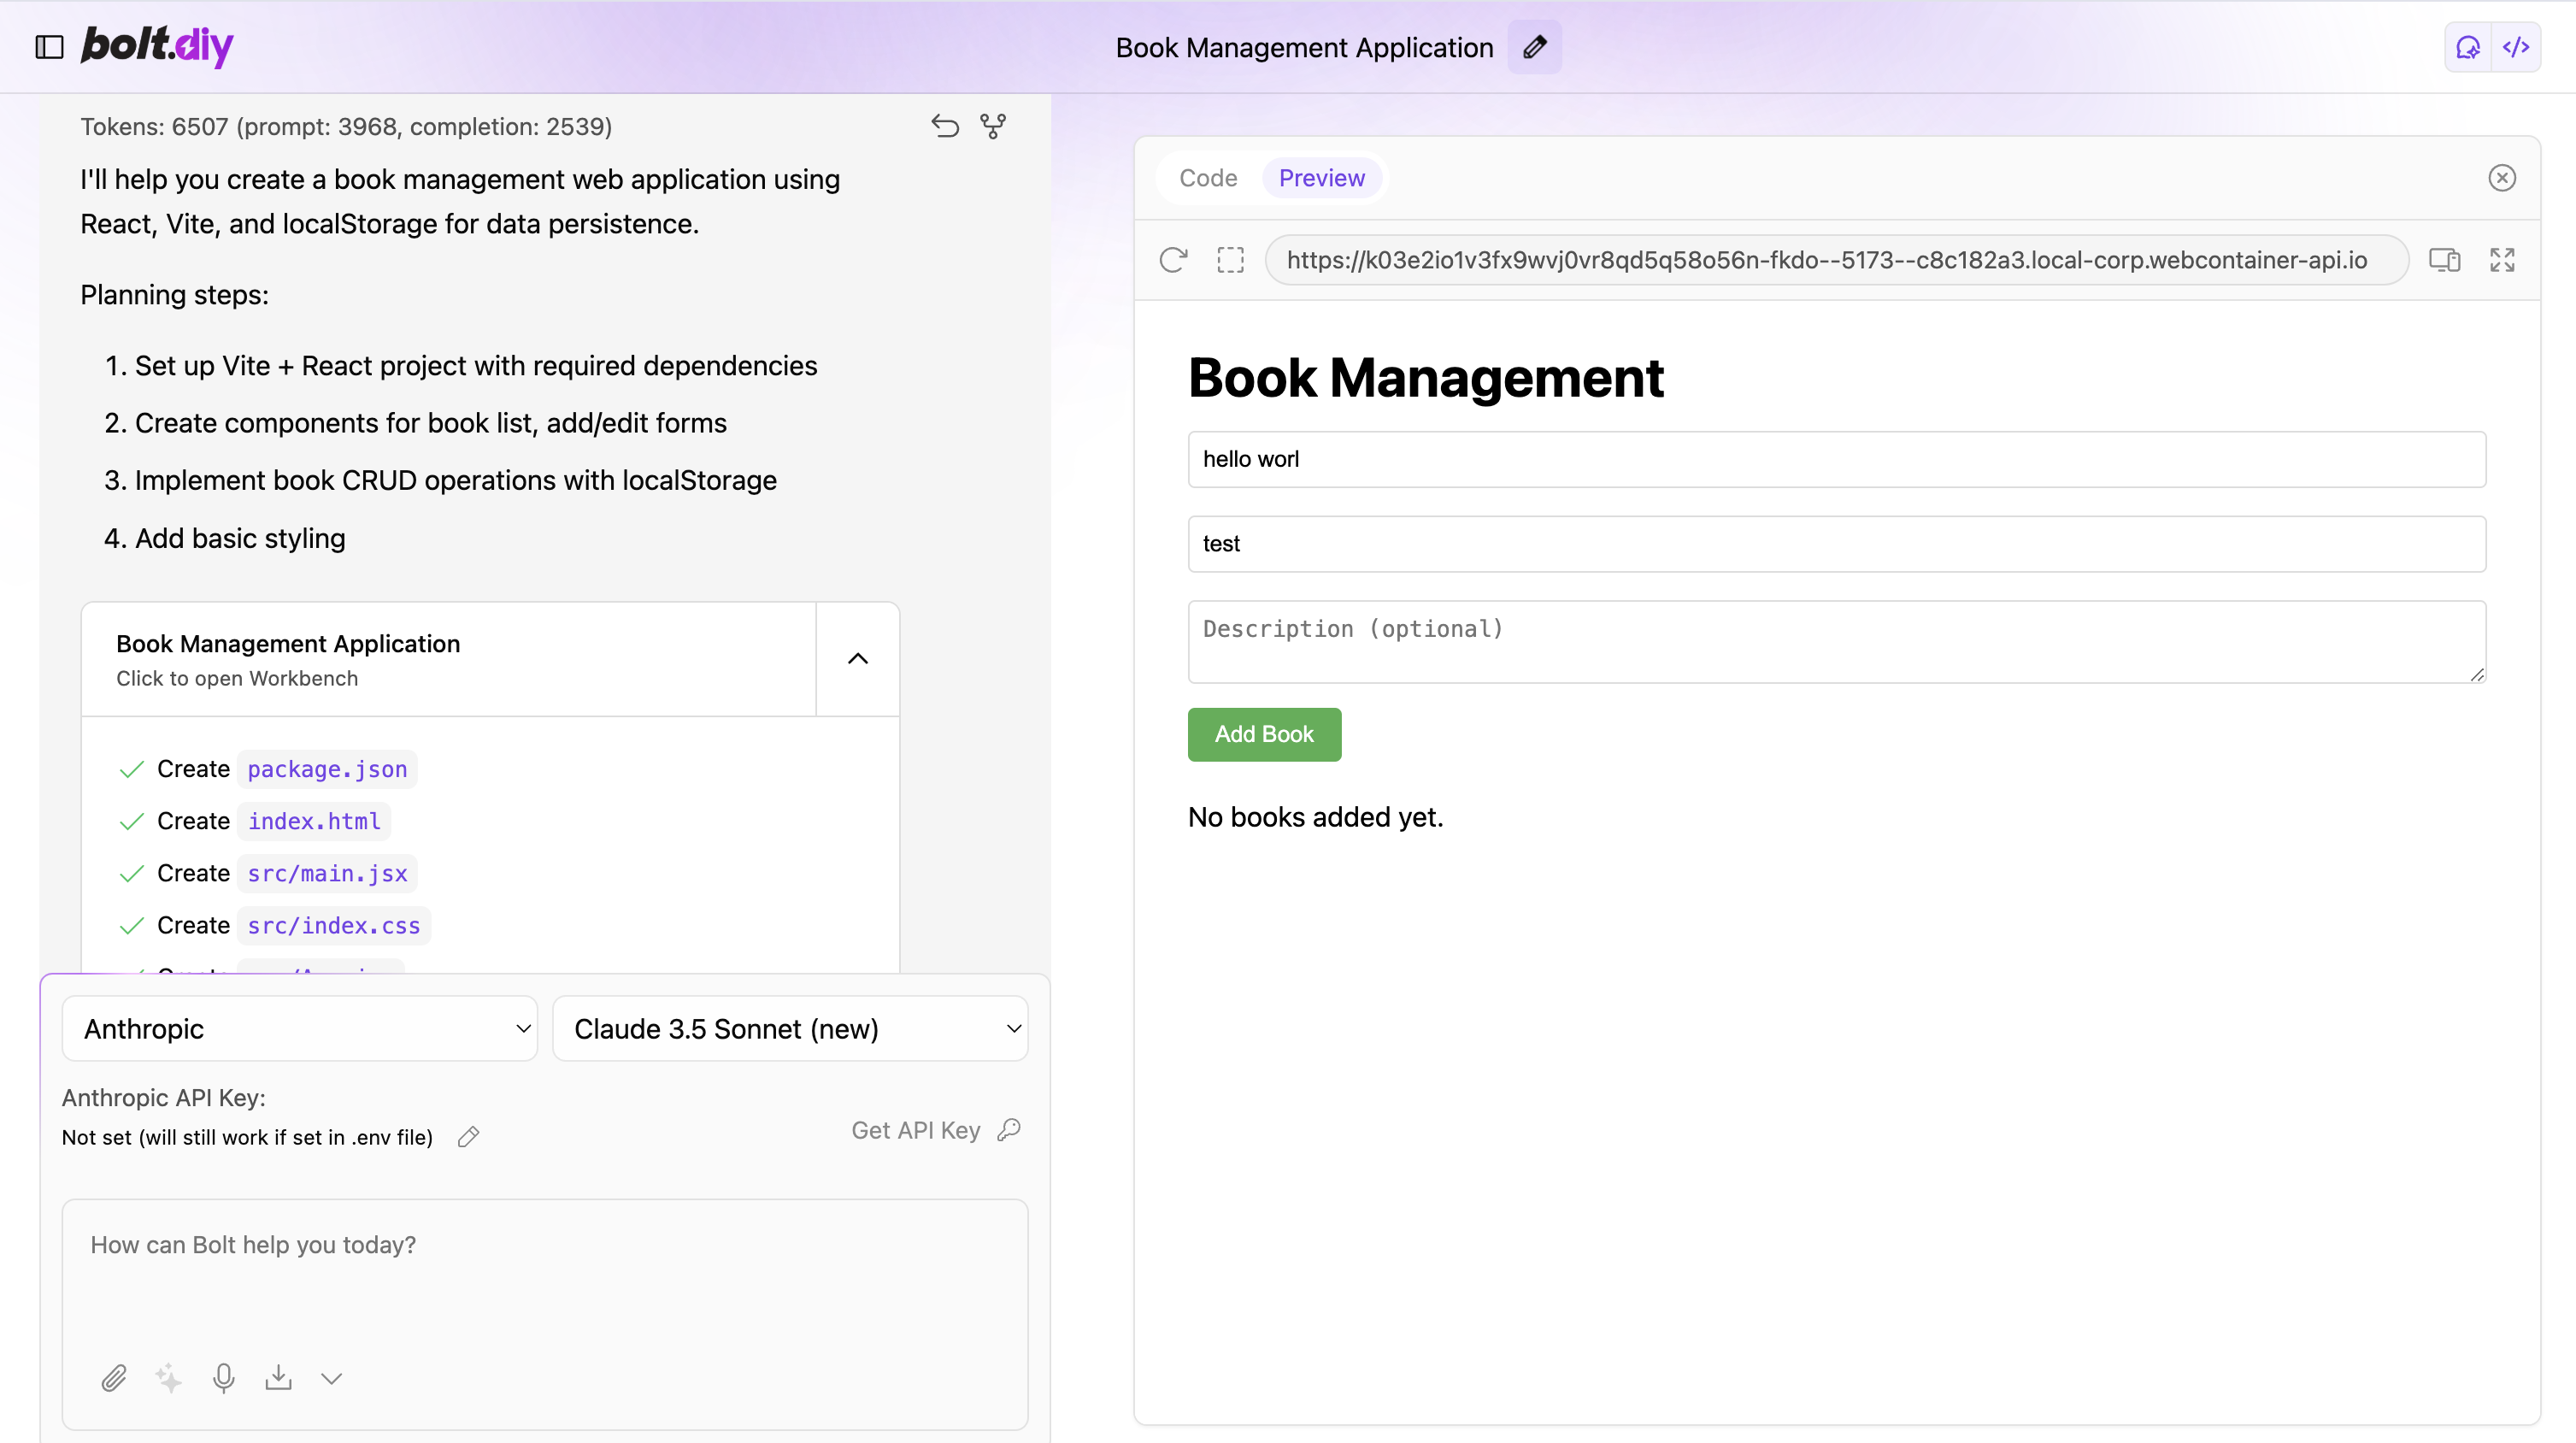 bolt.diy
Book Management Application
Tokens: 6507 (prompt: 3968, completion: 2539)
I'll help you create a book management web application using
React, Vite, and localStorage for data persistence.
Planning steps:
1. Set up Vite + React project with required dependencies
2. Create components for book list, add/edit forms
3. Implement book CRUD operations with localStorage
4. Add basic styling
Book Management Application
Click to open Workbench
Create package.json
Create index.html
Create src/main.jsx
Create src/index.css
Anthropic
Claude 3.5 Sonnet (new)
Anthropic API Key:
Not set (will still work if set in .env file)
Get API Key
How can Bolt help you today?
Code Preview
https://k03e2io1v3fx9wvj0vr8qd5q58o56n-fkdo--5173--c8c182a3.local-corp.webcontainer-api.io
Book Management
hello worl
test
Description (optional)
Add Book
No books added yet.